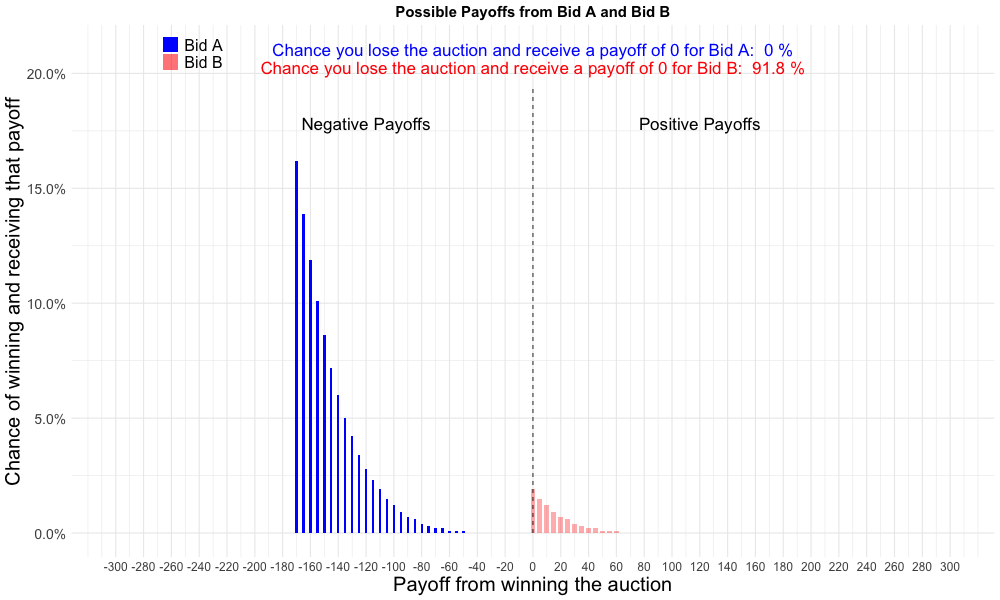 Possible Payoffs from Bid A and Bid B
Bid A
Bid B
Chance you lose the auction and receive a payoff of 0 for Bid A:  0 %
Chance you lose the auction and receive a payoff of 0 for Bid B:  91.8 %
Negative Payoffs
Positive Payoffs
Chance of winning and receiving that payoff
20.0%
15.0%
10.0%
5.0%
0.0%
-300 -280 -260 -240 -220 -200 -180 -160 -140 -120 -100 -80 -60 -40 -20 0 20 40 60 80 100 120 140 160 180 200 220 240 260 280 300
Payoff from winning the auction